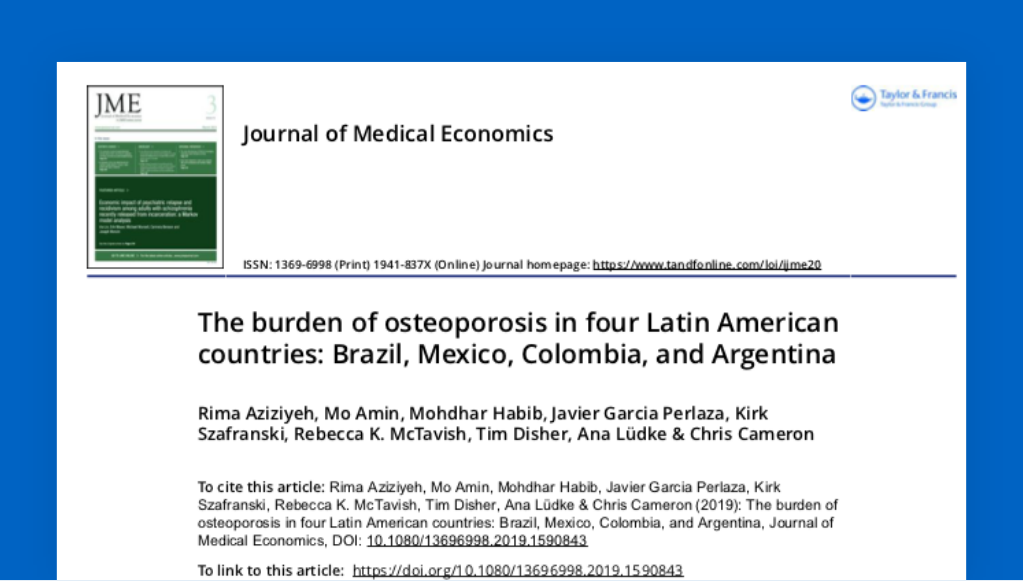 JME
3
Taylor & Francis
Taylor & Francis Group
Journal of Medical Economics
Economic impact of psychiatric relapse and
recidivism among adults with schizophrenia
recently released from incarceration: a Markov
model analysis
ISSN: 1369-6998 (Print) 1941-837X (Online) Journal homepage: https://www.tandfonline.com/loi/ijme20
The burden of osteoporosis in four Latin American
countries: Brazil, Mexico, Colombia, and Argentina
Rima Aziziyeh, Mo Amin, Mohdhar Habib, Javier Garcia Perlaza, Kirk
Szafranski, Rebecca K. McTavish, Tim Disher, Ana Lüdke & Chris Cameron
To cite this article: Rima Aziziyeh, Mo Amin, Mohdhar Habib, Javier Garcia Perlaza, Kirk
Szafranski, Rebecca K. McTavish, Tim Disher, Ana Lüdke & Chris Cameron (2019): The burden of
osteoporosis in four Latin American countries: Brazil, Mexico, Colombia, and Argentina, Journal of
Medical Economics, DOI: 10.1080/13696998.2019.1590843
To link to this article: https://doi.org/10.1080/13696998.2019.1590843